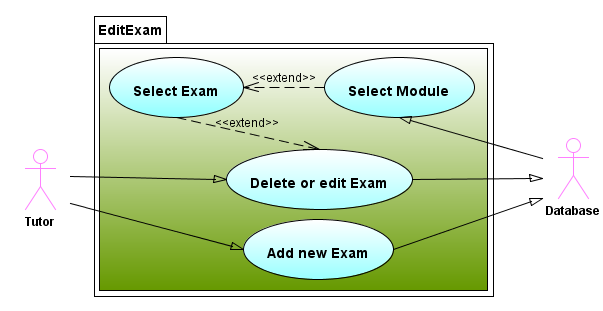 EditExam
Select Exam
<<extend>>
Select Module
<<extend>>
Delete or edit Exam
Tutor
Database
Add new Exam